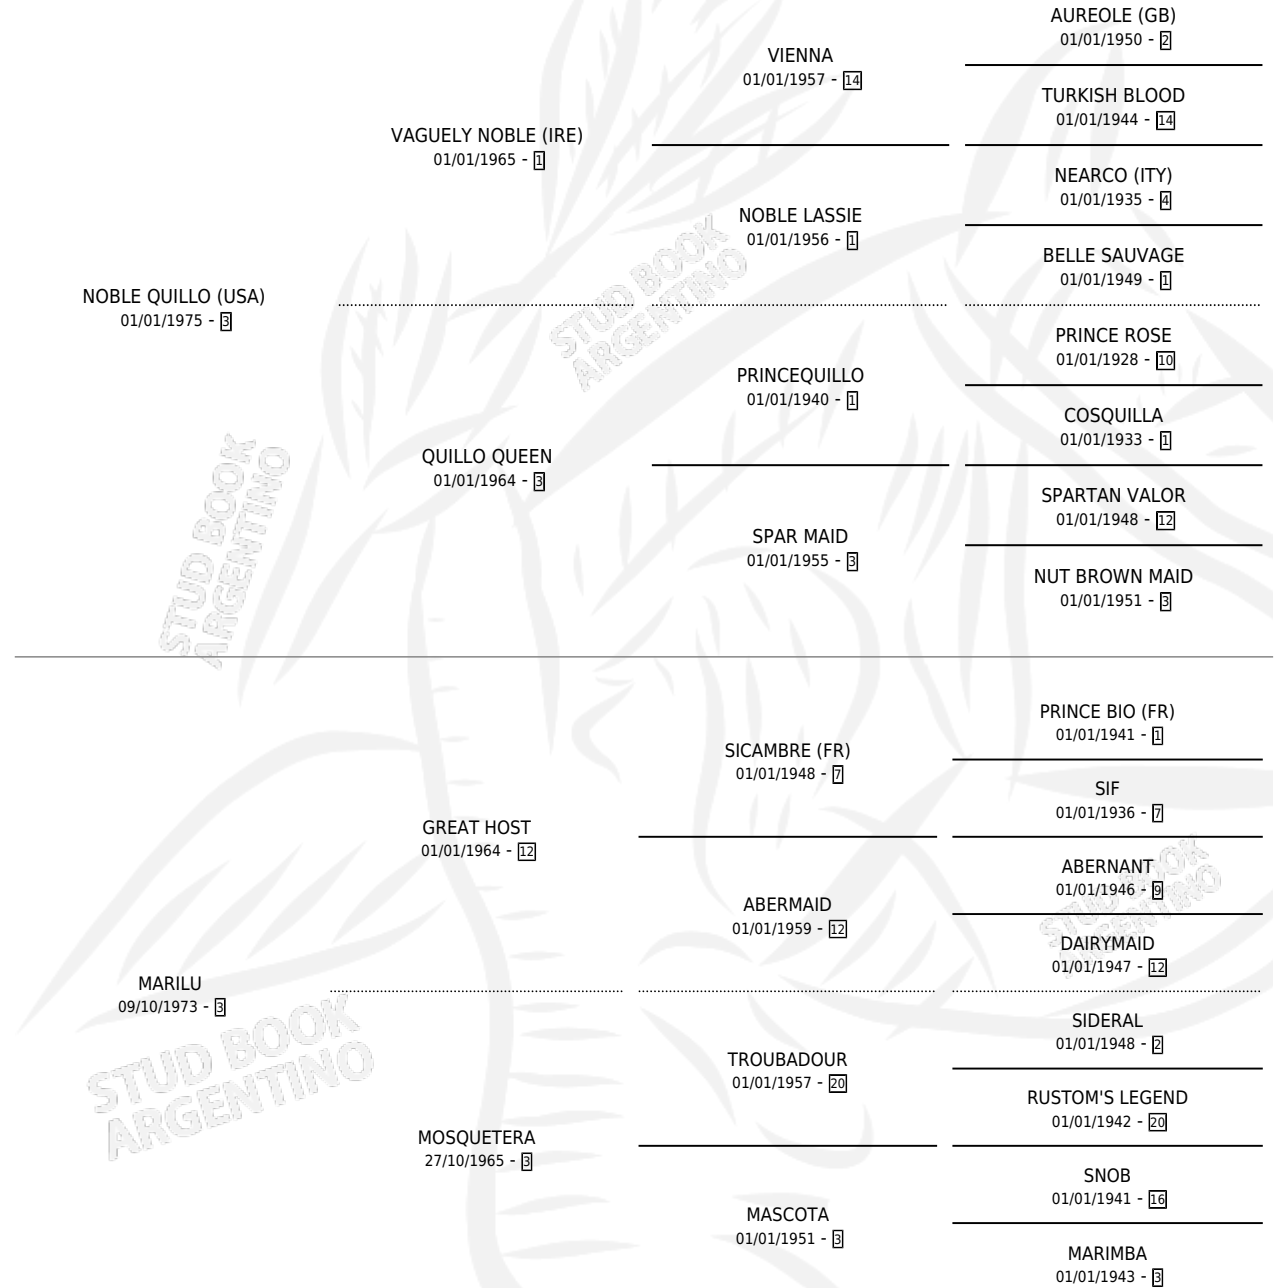 AUREOLE (GB)
01/01/1950 - 2
VIENNA
01/01/1957 - 14
TURKISH BLOOD
01/01/1944 - 14
VAGUELY NOBLE (IRE)
01/01/1965 - 1
NEARCO (ITY)
01/01/1935 - 4
NOBLE LASSIE
01/01/1956 - 1
BELLE SAUVAGE
01/01/1949 - 1
NOBLE QUILLO (USA)
01/01/1975 - 3
PRINCE ROSE
01/01/1928 - 10
PRINCEQUILLO
01/01/1940 - 1
COSQUILLA
01/01/1933 - 1
QUILLO QUEEN
01/01/1964 - 3
SPARTAN VALOR
01/01/1948 - 12
SPAR MAID
01/01/1955 - 3
NUT BROWN MAID
01/01/1951 - 3
STUD BOOK
ARGENTINO
STUD BOOK
ARGENTINO
PRINCE BIO (FR)
01/01/1941 - 1
SICAMBRE (FR)
01/01/1948 - 7
SIF
01/01/1936 - 7
GREAT HOST
01/01/1964 - 12
ABERNANT
01/01/1946 - 9
ABERMAID
01/01/1959 - 12
DAIRYMAID
01/01/1947 - 12
STUD BOOK
ARGENTINO
MARILU
09/10/1973 - 3
SIDERAL
01/01/1948 - 2
TROUBADOUR
01/01/1957 - 20
RUSTOM'S LEGEND
01/01/1942 - 20
MOSQUETERA
27/10/1965 - 3
SNOB
01/01/1941 - 16
MASCOTA
01/01/1951 - 3
MARIMBA
01/01/1943 - 3
STUD BOOK
ARGENTINO